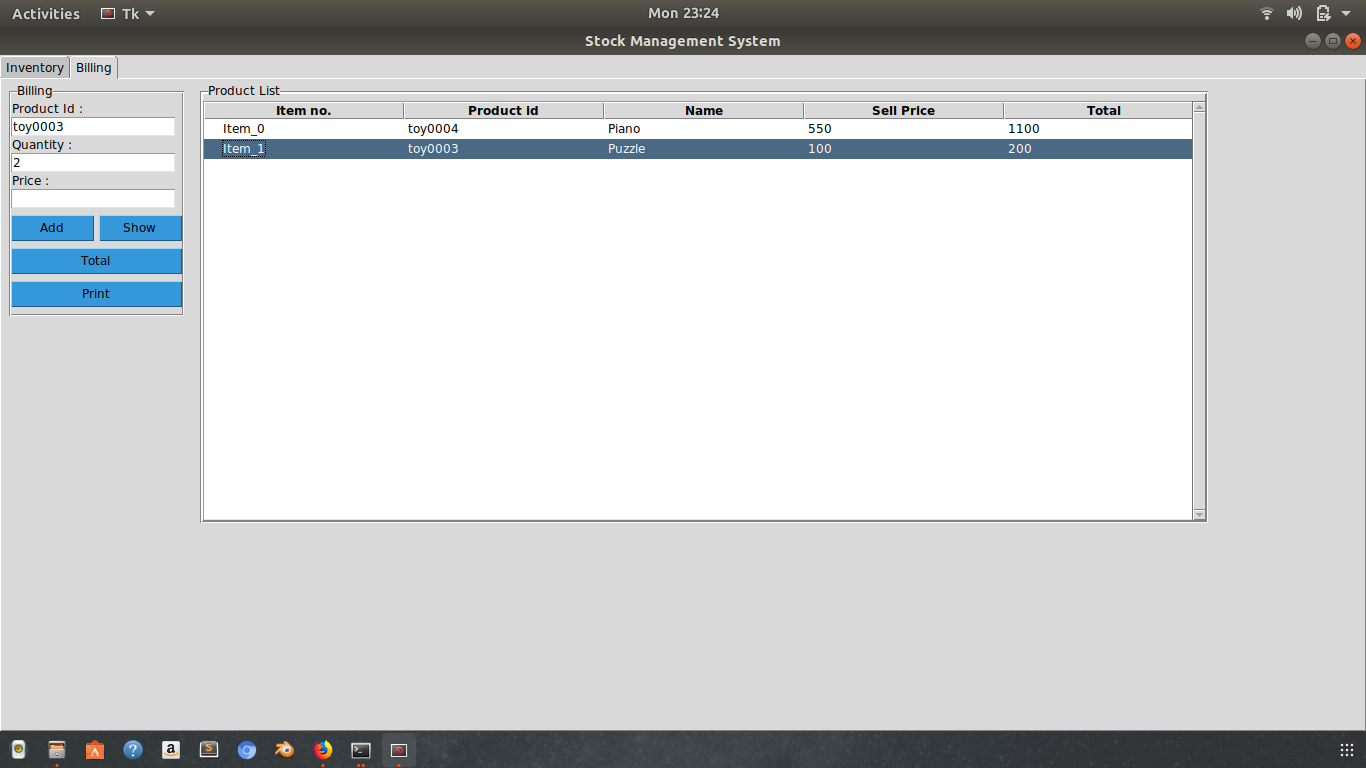 Activities Tk Mon 23:24
Stock Management System
Inventory Billing
Billing
Product Id :
toy0003
Quantity :
2
Price :
Add Show
Total
Print
Product List
Item no. Product id Name Sell Price Total
Item_0 toy0004 Piano 550 1100
Item_1 toy0003 Puzzle 100 200